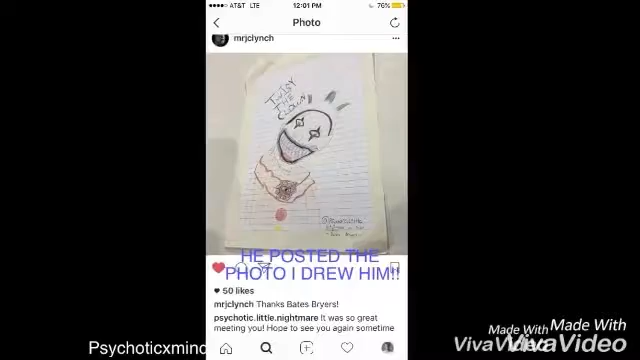 AT&T LTE
12:01 PM
76%
Photo
mrjclynch
TWISTY
THE
CLOWN
HE POSTED THE
PHOTO I DREW HIM!!
50 likes
mrjclynch Thanks Bates Bryers!
psychotic.little.nightmare It was so great
meeting you! Hope to see you again sometime
Psychoticxmind
Made With
VivaVideo
Made With
VivaVideo